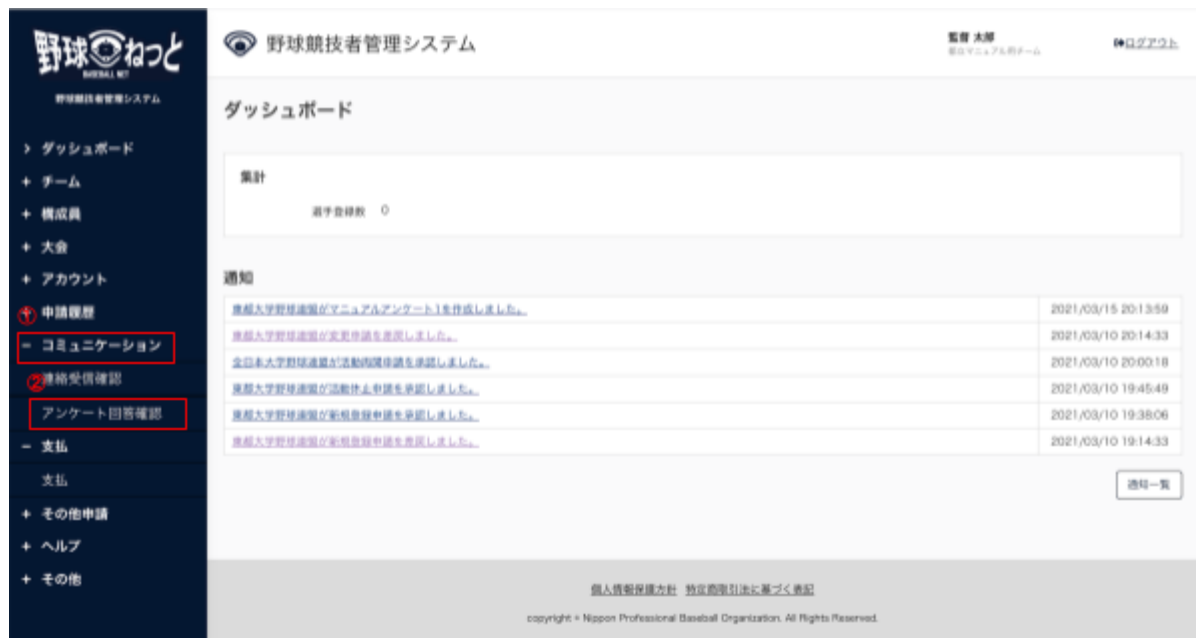 野球ねっと
BASEBALL NET
野球競技者管理システム
野球競技者管理システム
監督 太郎
都立マニュアル用チーム
ログアウト
> ダッシュボード
+ チーム
+ 構成員
+ 大会
+ アカウント
① 申請履歴
− コミュニケーション
② 連絡受信確認
アンケート回答確認
− 支払
支払
+ その他申請
+ ヘルプ
+ その他
ダッシュボード
集計
選手登録数 0
通知
東都大学野球連盟がマニュアルアンケート1を作成しました。 2021/03/15 20:13:59
東都大学野球連盟が変更申請を差戻しました。 2021/03/10 20:14:33
全日本大学野球連盟が活動再開申請を承認しました。 2021/03/10 20:00:18
東都大学野球連盟が活動休止申請を承認しました。 2021/03/10 19:45:49
東都大学野球連盟が新規登録申請を承認しました。 2021/03/10 19:38:06
東都大学野球連盟が新規登録申請を差戻しました。 2021/03/10 19:14:33
通知一覧
個人情報保護方針 特定商取引法に基づく表記
copyright © Nippon Professional Baseball Organization. All Rights Reserved.